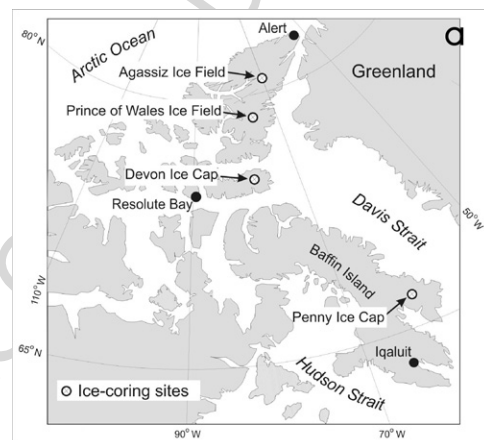 a
80°N
Arctic Ocean
Alert
Agassiz Ice Field
Greenland
Prince of Wales Ice Field
Devon Ice Cap
Resolute Bay
Davis Strait
50°W
Baffin Island
110°W
Penny Ice Cap
65°N
Iqaluit
Hudson Strait
Ice-coring sites
90°W
70°W